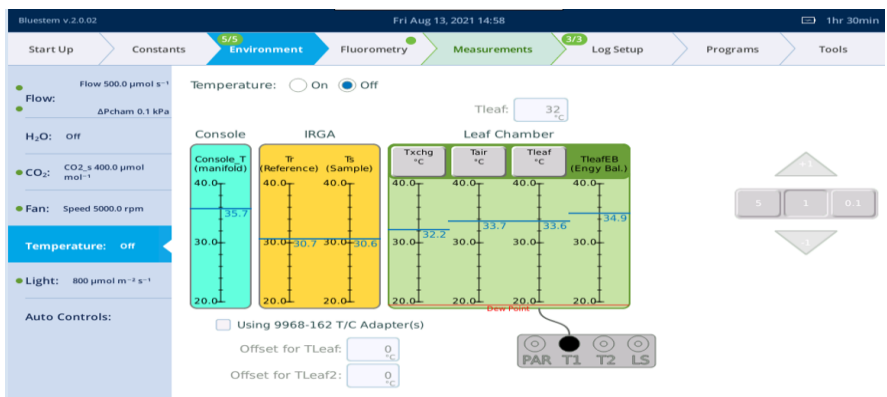 Bluestem v.2.0.02
Fri Aug 13, 2021 14:58
1hr 30min
Start Up
Constants
5/5
Environment
Fluorometry
Measurements
3/3
Log Setup
Programs
Tools
Flow:
Flow 500.0 µmol s⁻¹
ΔPcham 0.1 kPa
H₂O: Off
CO₂:
CO2_s 400.0 µmol
mol⁻¹
Fan: Speed 5000.0 rpm
Temperature: Off
Light: 800 µmol m⁻² s⁻¹
Auto Controls:
Temperature: On Off
Tleaf: 32 °C
Console
IRGA
Leaf Chamber
Console_T
(manifold)
Tr
(Reference)
Ts
(Sample)
Txchg
°C
Tair
°C
Tleaf
°C
TleafEB
(Engy Bal.)
40.0 40.0 40.0 40.0 40.0 40.0 40.0
35.7
30.0 30.0 30.0 30.0 30.0 30.0 30.0
30.7
30.6
32.2
33.7
33.6
34.9
20.0 20.0 20.0 20.0 20.0 20.0 20.0
Dew Point
Using 9968-162 T/C Adapter(s)
Offset for TLeaf: 0 °C
Offset for TLeaf2: 0 °C
PAR T1 T2 LS
+1
5 1 0.1
-1